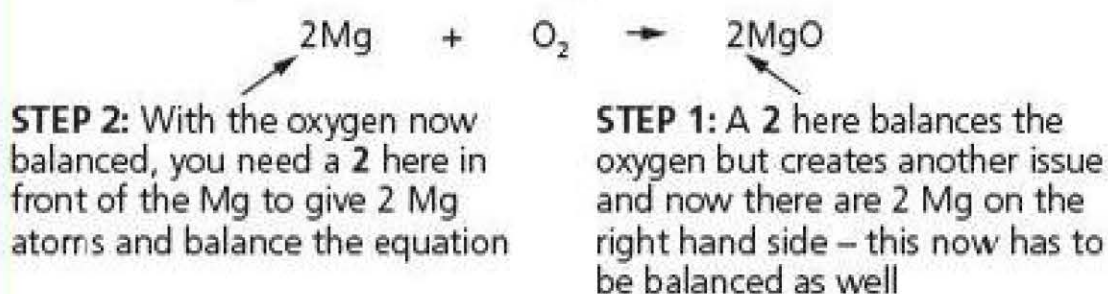 2Mg + O₂ → 2MgO
STEP 2: With the oxygen now
balanced, you need a 2 here in
front of the Mg to give 2 Mg
atoms and balance the equation
STEP 1: A 2 here balances the
oxygen but creates another issue
and now there are 2 Mg on the
right hand side – this now has to
be balanced as well